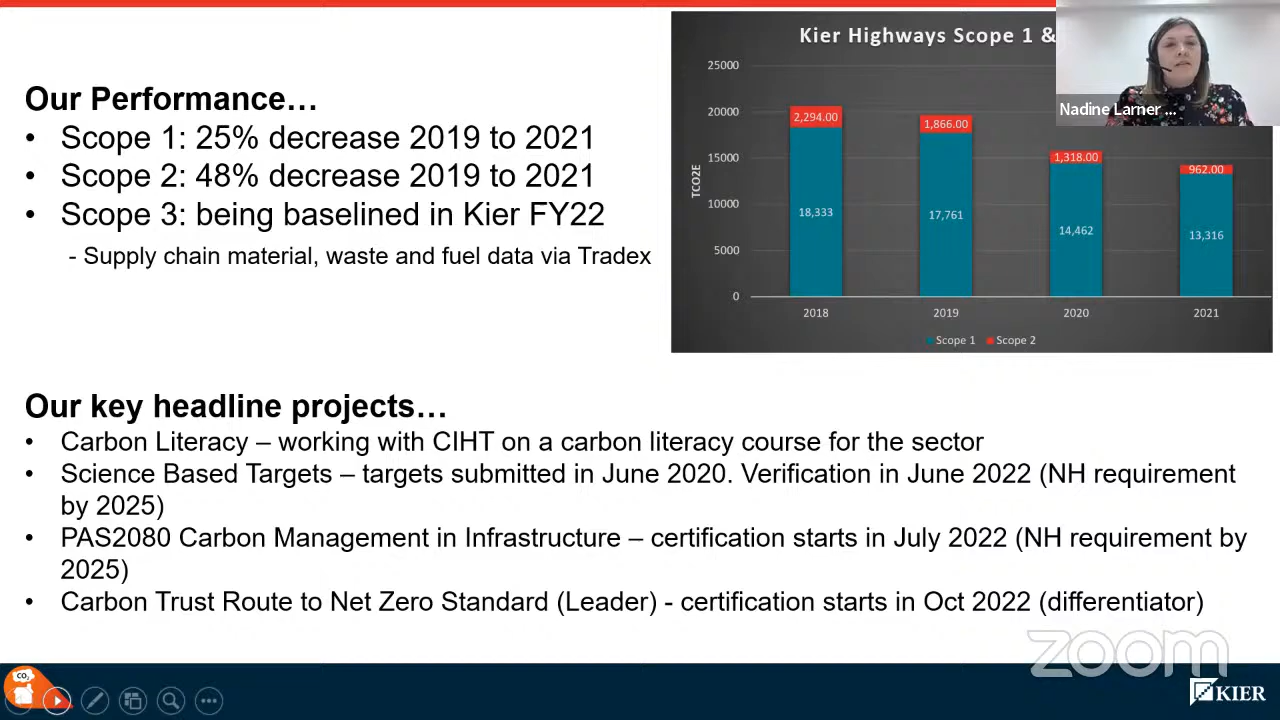 Our Performance…
• Scope 1: 25% decrease 2019 to 2021
• Scope 2: 48% decrease 2019 to 2021
• Scope 3: being baselined in Kier FY22
- Supply chain material, waste and fuel data via Tradex
Kier Highways Scope 1 &
Nadine Larner ...
TCO2E
25000
20000
15000
10000
5000
0
2,294.00
1,866.00
1,318.00
962.00
18,333
17,761
14,462
13,316
2018
2019
2020
2021
Scope 1
Scope 2
Our key headline projects…
• Carbon Literacy – working with CIHT on a carbon literacy course for the sector
• Science Based Targets – targets submitted in June 2020. Verification in June 2022 (NH requirement
by 2025)
• PAS2080 Carbon Management in Infrastructure – certification starts in July 2022 (NH requirement by
2025)
• Carbon Trust Route to Net Zero Standard (Leader) - certification starts in Oct 2022 (differentiator)
zoom
CO₂
KIER